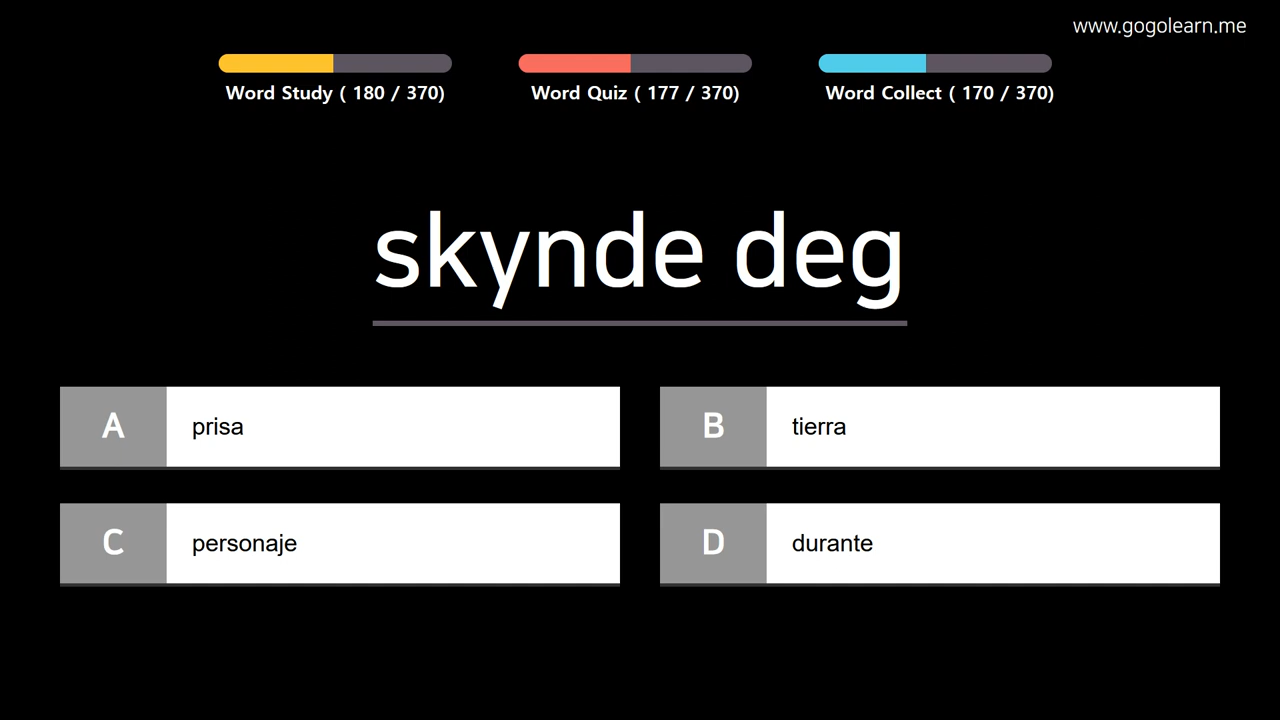 www.gogolearn.me
Word Study ( 180 / 370)
Word Quiz ( 177 / 370)
Word Collect ( 170 / 370)
skynde deg
A prisa
B tierra
C personaje
D durante